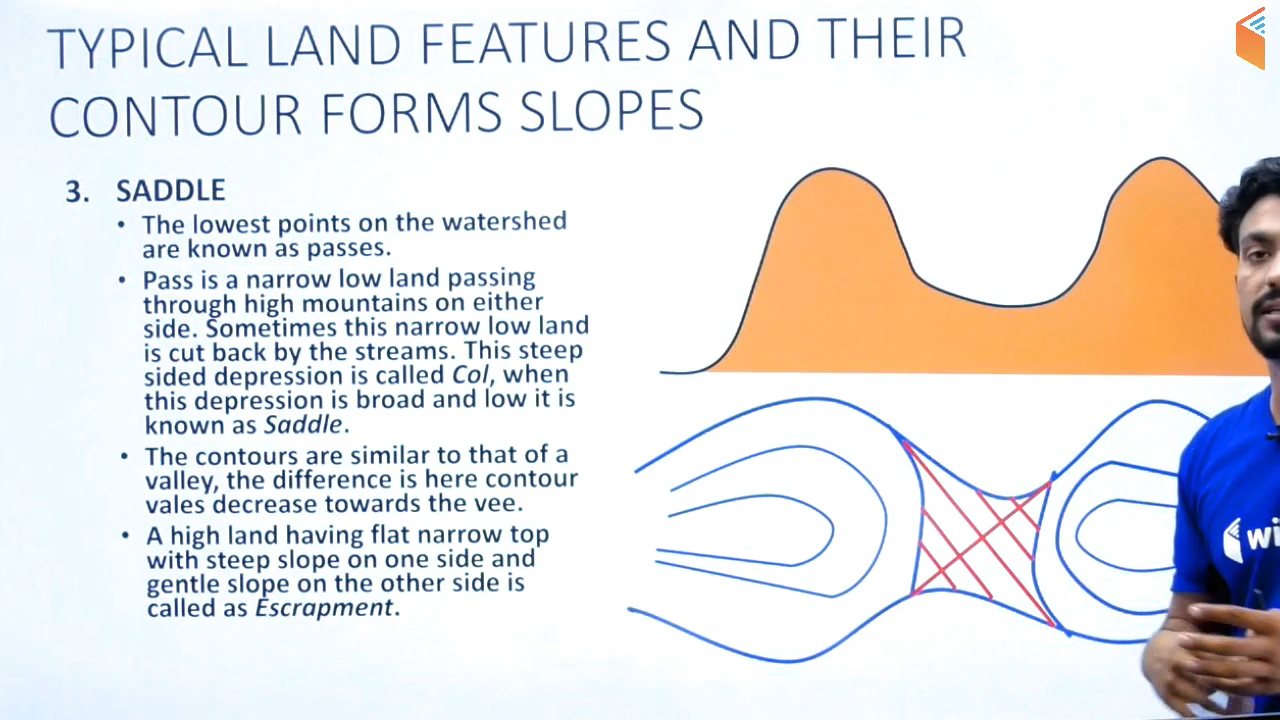 TYPICAL LAND FEATURES AND THEIR
CONTOUR FORMS SLOPES
3. SADDLE
• The lowest points on the watershed
are known as passes.
• Pass is a narrow low land passing
through high mountains on either
side. Sometimes this narrow low land
is cut back by the streams. This steep
sided depression is called Col, when
this depression is broad and low it is
known as Saddle.
• The contours are similar to that of a
valley, the difference is here contour
vales decrease towards the vee.
• A high land having flat narrow top
with steep slope on one side and
gentle slope on the other side is
called as Escrapment.
wi